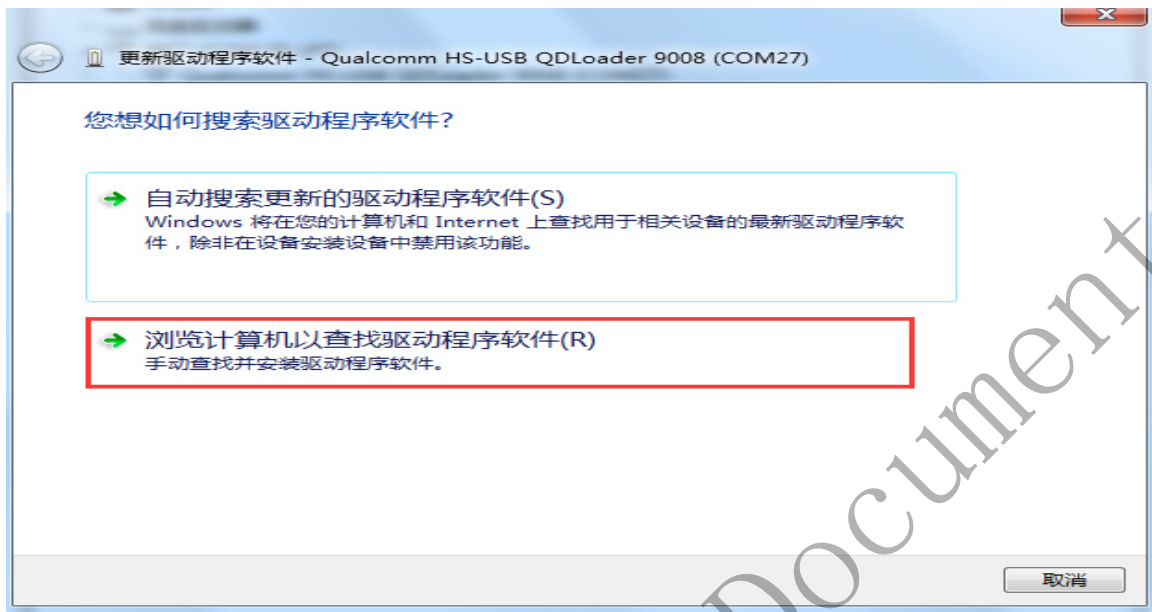 更新驱动程序软件 - Qualcomm HS-USB QDLoader 9008 (COM27)
您想如何搜索驱动程序软件?
自动搜索更新的驱动程序软件(S)
Windows 将在您的计算机和 Internet 上查找用于相关设备的最新驱动程序软
件，除非在设备安装设备中禁用该功能。
浏览计算机以查找驱动程序软件(R)
手动查找并安装驱动程序软件。
Document
取消